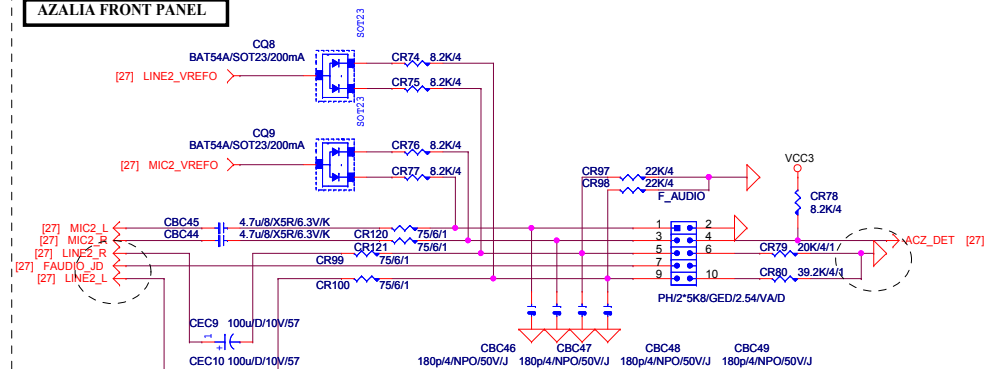 AZALIA FRONT PANEL
CQ8
BAT54A/SOT23/200mA
SOT23
CR74 8.2K/4
[27] LINE2_VREFO
CR75 8.2K/4
SOT23
CQ9
BAT54A/SOT23/200mA
CR76 8.2K/4
[27] MIC2_VREFO
CR77 8.2K/4
VCC3
CR97 22K/4
CR98 22K/4
F_AUDIO
CR78
8.2K/4
[27] MIC2_L
CBC45 4.7u/8/X5R/6.3V/K
1 2
[27] MIC2_R
CBC44 4.7u/8/X5R/6.3V/K
CR120 75/6/1
3 4
ACZ_DET [27]
[27] LINE2_R
CR121 75/6/1
5 6
CR79 20K/4/1
[27] FAUDIO_JD
CR99 75/6/1
7
[27] LINE2_L
CR100 75/6/1
9 10
CR80 39.2K/4/1
PH/2*5K8/GED/2.54/VA/D
CEC9 100u/D/10V/57
1
+
CBC46 CBC47 CBC48 CBC49
CEC10 100u/D/10V/57
180p/4/NPO/50V/J 180p/4/NPO/50V/J 180p/4/NPO/50V/J 180p/4/NPO/50V/J